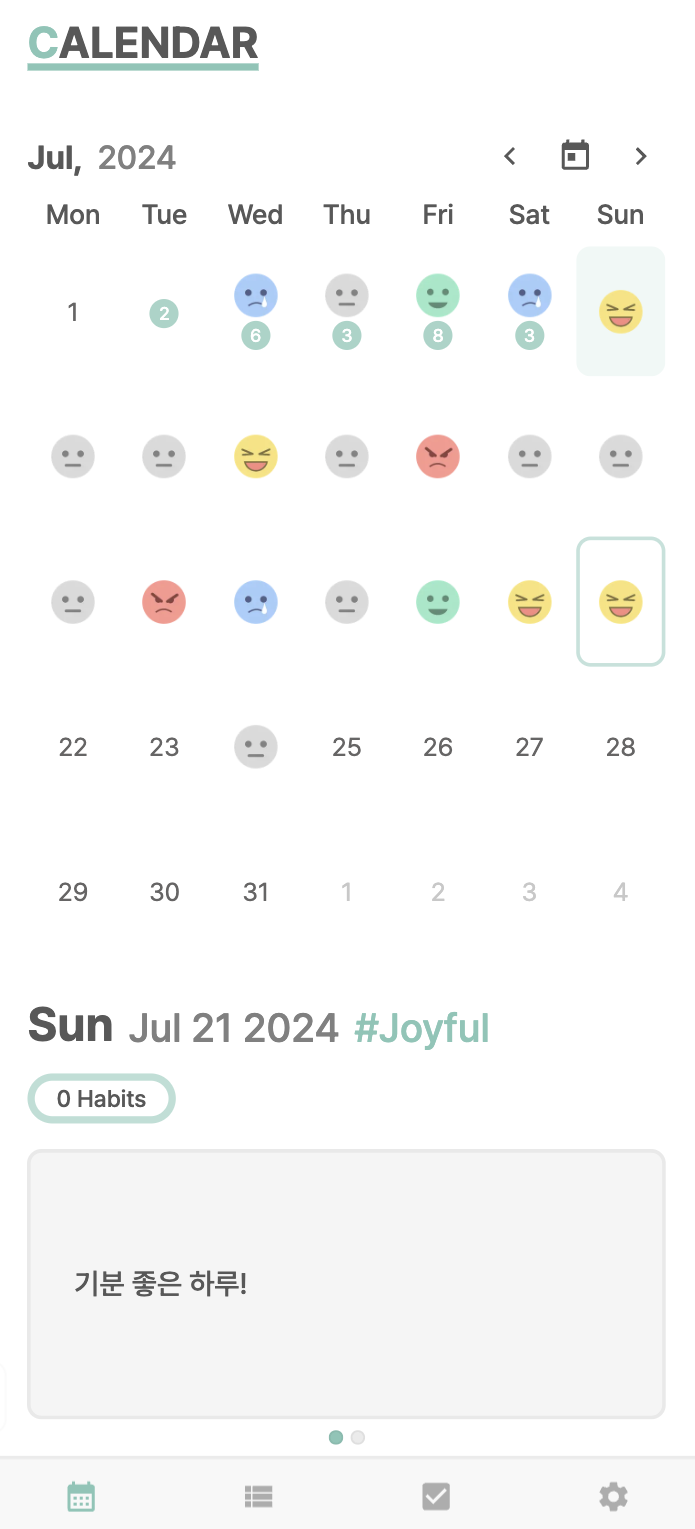 CALENDAR
Jul, 2024
Mon Tue Wed Thu Fri Sat Sun
1 2 6 3 8 3
22 23 25 26 27 28
29 30 31 1 2 3 4
Sun Jul 21 2024 #Joyful
0 Habits
기분 좋은 하루!